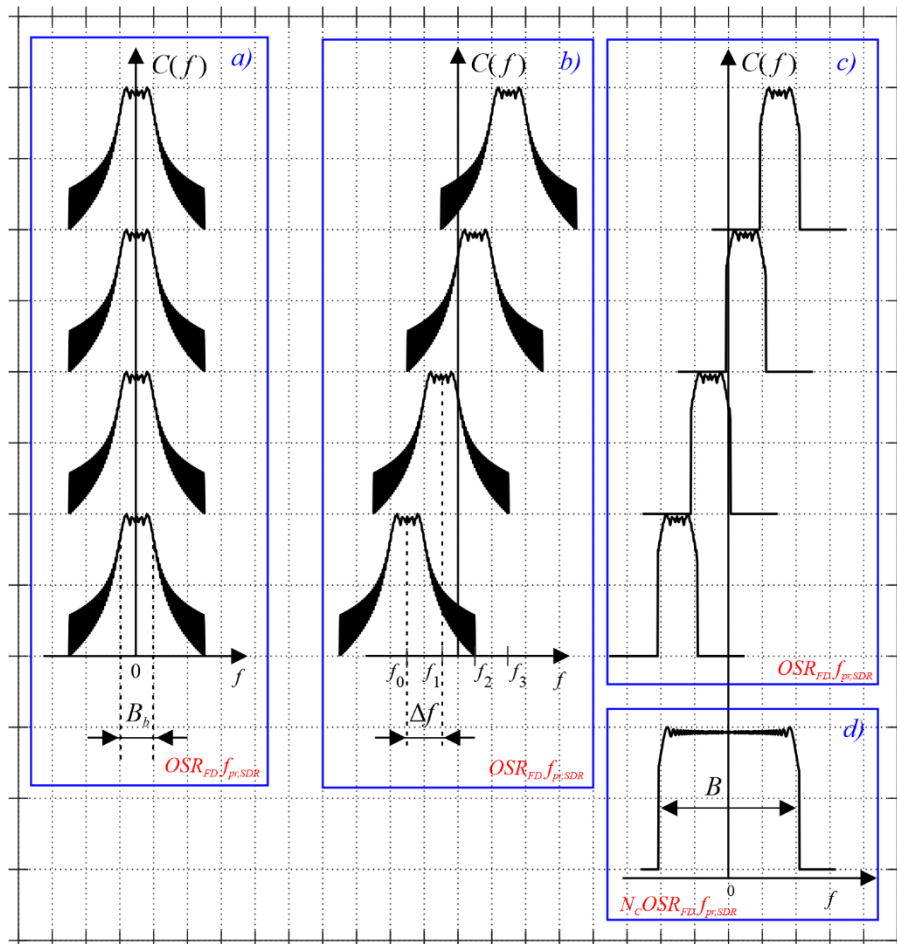 a)
C(f)
0
f
B_b
OSR_FD.f_pr,SDR
b)
C(f)
f_0 f_1 f_2 f_3 f
Δf
OSR_FD.f_pr,SDR
c)
C(f)
OSR_FD.f_pr,SDR
d)
B
0
f
N_C OSR_FD.f_pr,SDR